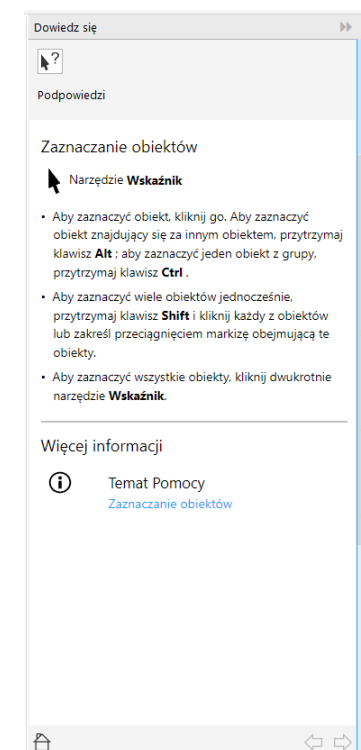 Dowiedz się
Podpowiedzi
Zaznaczanie obiektów
Narzędzie Wskaźnik
• Aby zaznaczyć obiekt, kliknij go. Aby zaznaczyć
obiekt znajdujący się za innym obiektem, przytrzymaj
klawisz Alt ; aby zaznaczyć jeden obiekt z grupy,
przytrzymaj klawisz Ctrl .
• Aby zaznaczyć wiele obiektów jednocześnie,
przytrzymaj klawisz Shift i kliknij każdy z obiektów
lub zakreśl przeciągnięciem markizę obejmującą te
obiekty.
• Aby zaznaczyć wszystkie obiekty, kliknij dwukrotnie
narzędzie Wskaźnik.
Więcej informacji
Temat Pomocy
Zaznaczanie obiektów